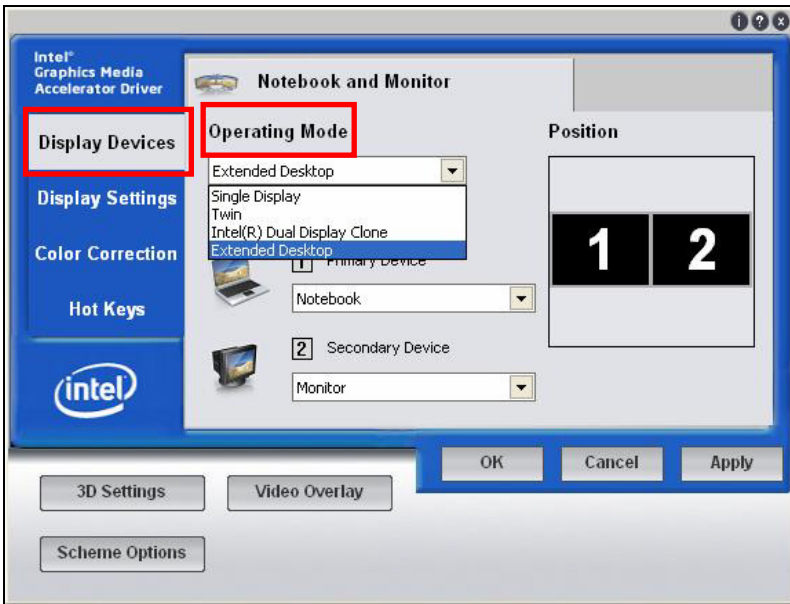 Intel®
Graphics Media
Accelerator Driver
Notebook and Monitor
Display Devices
Display Settings
Color Correction
Hot Keys
intel
Operating Mode
Extended Desktop
Single Display
Twin
Intel(R) Dual Display Clone
Extended Desktop
1 Primary Device
Notebook
2 Secondary Device
Monitor
Position
1 2
OK Cancel Apply
3D Settings Video Overlay
Scheme Options